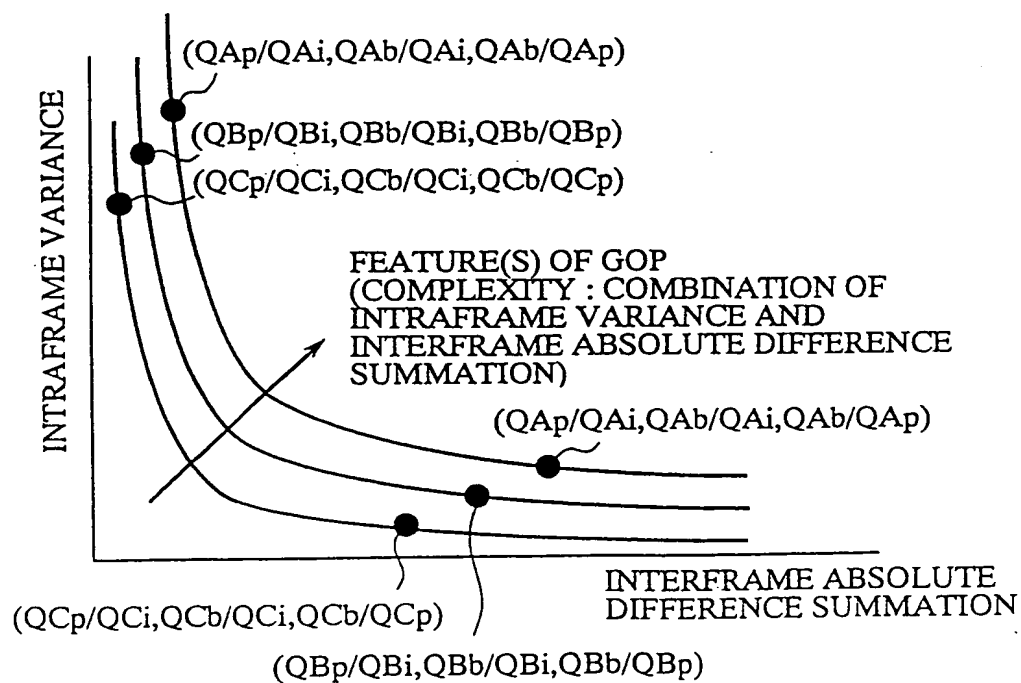 (QAp/QAi,QAb/QAi,QAb/QAp)
(QBp/QBi,QBb/QBi,QBb/QBp)
(QCp/QCi,QCb/QCi,QCb/QCp)
INTRAFRAME VARIANCE
FEATURE(S) OF GOP
(COMPLEXITY : COMBINATION OF
INTRAFRAME VARIANCE AND
INTERFRAME ABSOLUTE DIFFERENCE
SUMMATION)
(QAp/QAi,QAb/QAi,QAb/QAp)
INTERFRAME ABSOLUTE
DIFFERENCE SUMMATION
(QCp/QCi,QCb/QCi,QCb/QCp)
(QBp/QBi,QBb/QBi,QBb/QBp)